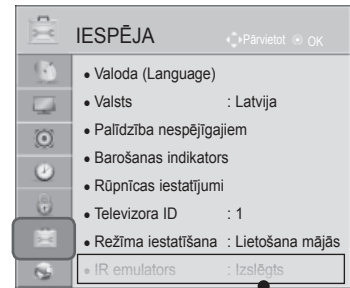 IESPĒJA
Pārvietot OK
• Valoda (Language)
• Valsts : Latvija
• Palīdzība nespējīgajiem
• Barošanas indikators
• Rūpnīcas iestatījumi
• Televizora ID : 1
• Režīma iestatīšana : Lietošana mājās
• IR emulators : Izslēgts